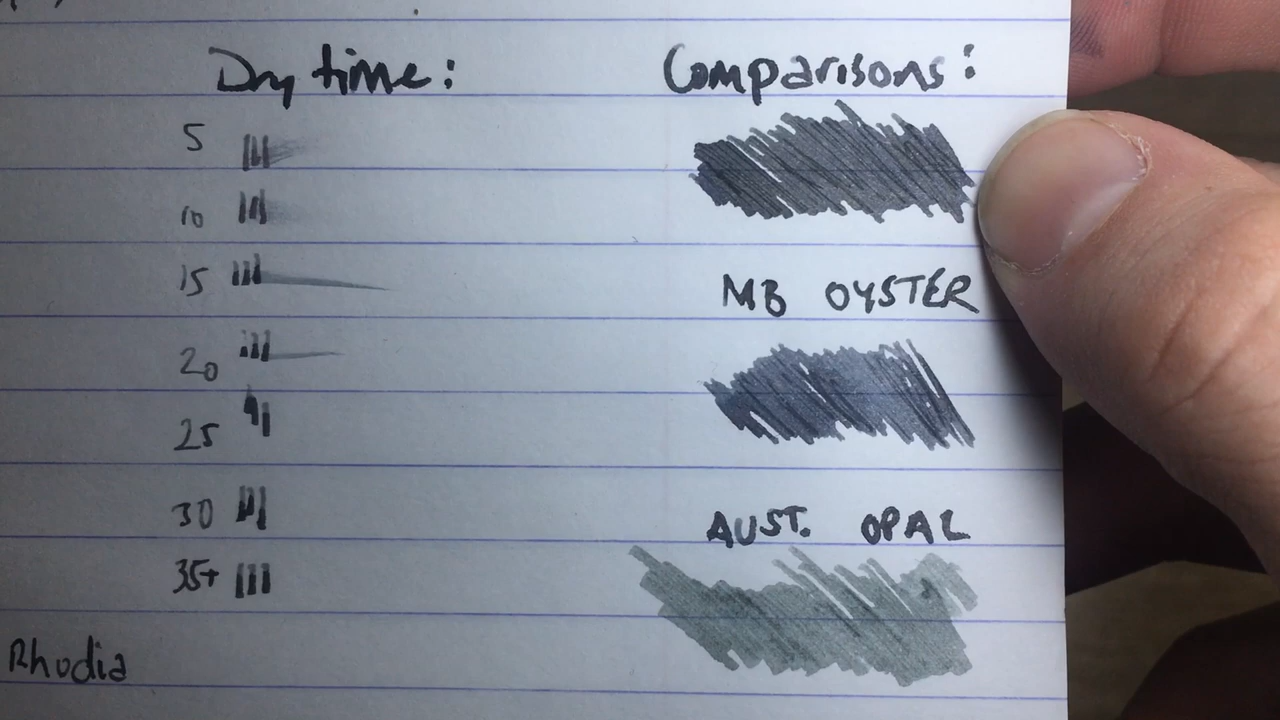 Dry time:
Comparisons:
5
10
15
MB OYSTER
20
25
30
AUST. OPAL
35+
Rhodia